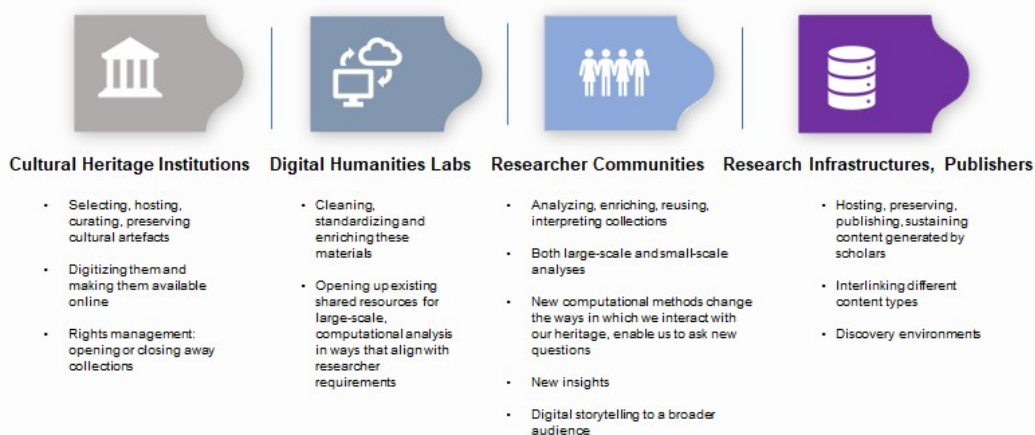 Cultural Heritage Institutions
• Selecting, hosting,
curating, preserving
cultural artefacts
• Digitizing them and
making them available
online
• Rights management:
opening or closing away
collections
Digital Humanities Labs
• Cleaning,
standardizing and
enriching these
materials
• Opening up existing
shared resources for
large-scale,
computational analysis
in ways that align with
researcher
requirements
Researcher Communities
• Analyzing, enriching, reusing,
interpreting collections
• Both large-scale and small-scale
analyses
• New computational methods change
the ways in which we interact with
our heritage, enable us to ask new
questions
• New insights
• Digital storytelling to a broader
audience
Research Infrastructures, Publishers
• Hosting, preserving,
publishing, sustaining
content generated by
scholars
• Interlinking different
content types
• Discovery environments